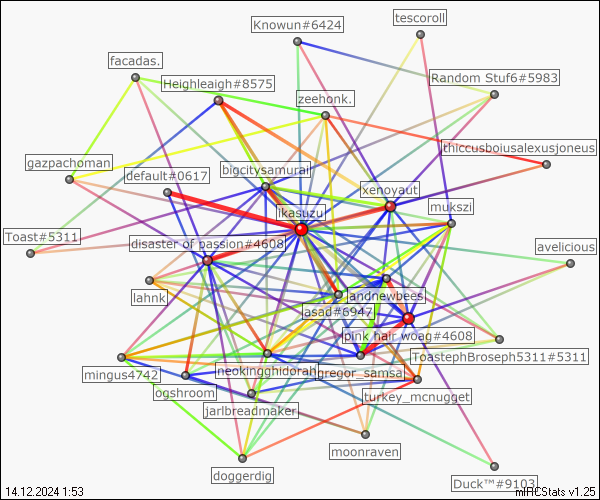 tescoroll
Knowun#6424
facadas.
Heighleaigh#8575
Random Stuf6#5983
zeehonk.
thiccusboiusalexusjoneus
gazpachoman
default#0617
bigcitysamurai
xenoyaut
ikasuzu
mukszi
Toast#5311
disaster of passion#4608
avelicious
lahnk
landnewbees
asad#6947
pink hair woag#4608
ToastephBroseph5311#5311
mingus4742
neokingghidorah
gregor_samsa_
ogshroom
turkey_mcnugget
jarlbreadmaker
moonraven
doggerdig
Duck™#9103
14.12.2024 1:53
mIRCStats v1.25